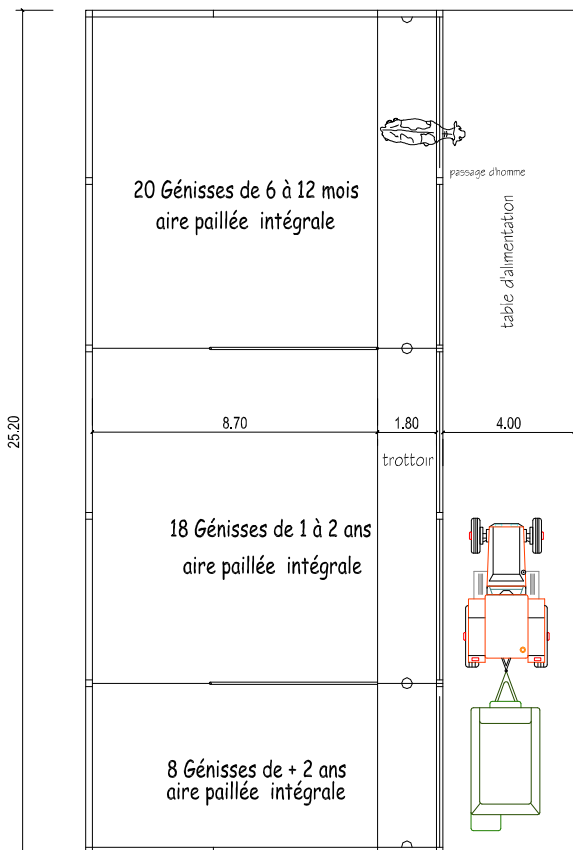 passage d'homme
20 Génisses de 6 à 12 mois
aire paillée intégrale
table d'alimentation
25.20
8.70
1.80
4.00
trottoir
18 Génisses de 1 à 2 ans
aire paillée intégrale
8 Génisses de + 2 ans
aire paillée intégrale